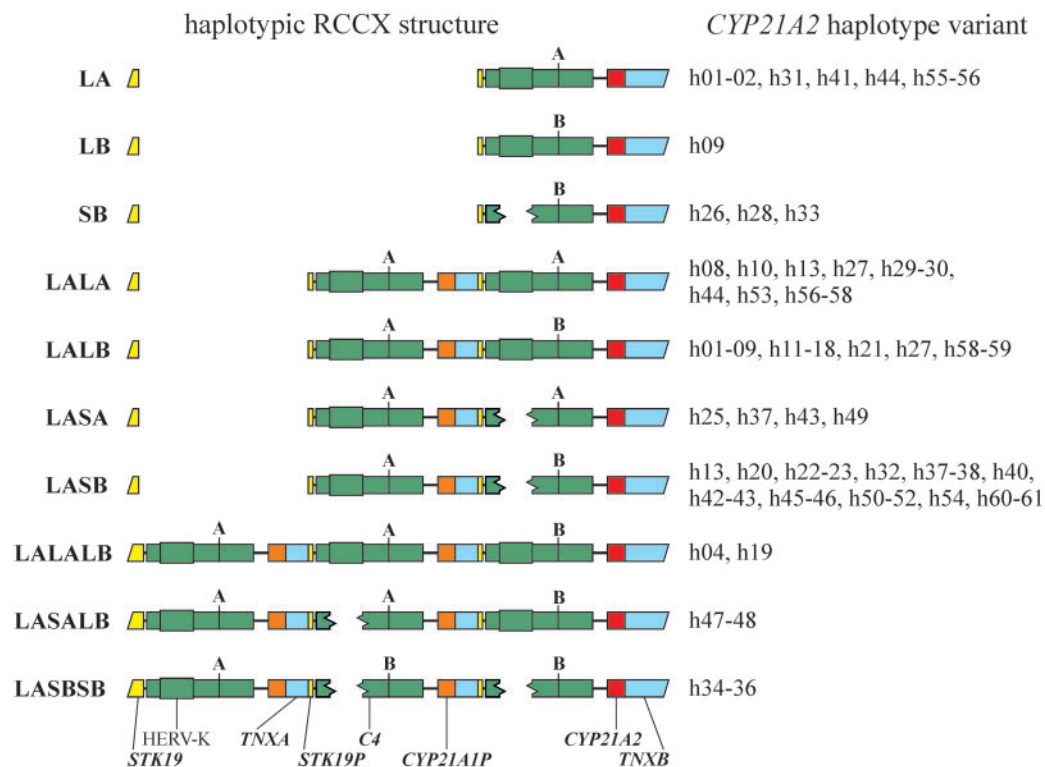 haplotypic RCCX structure CYP21A2 haplotype variant
A
LA h01-02, h31, h41, h44, h55-56
B
LB h09
B
SB h26, h28, h33
A A
LALA h08, h10, h13, h27, h29-30,
h44, h53, h56-58
A B
LALB h01-09, h11-18, h21, h27, h58-59
A A
LASA h25, h37, h43, h49
A B
LASB h13, h20, h22-23, h32, h37-38, h40,
h42-43, h45-46, h50-52, h54, h60-61
A A B
LALALB h04, h19
A A B
LASALB h47-48
A B B
LASBSB h34-36
HERV-K TNXA C4 CYP21A2
STK19 STK19P CYP21A1P TNXB